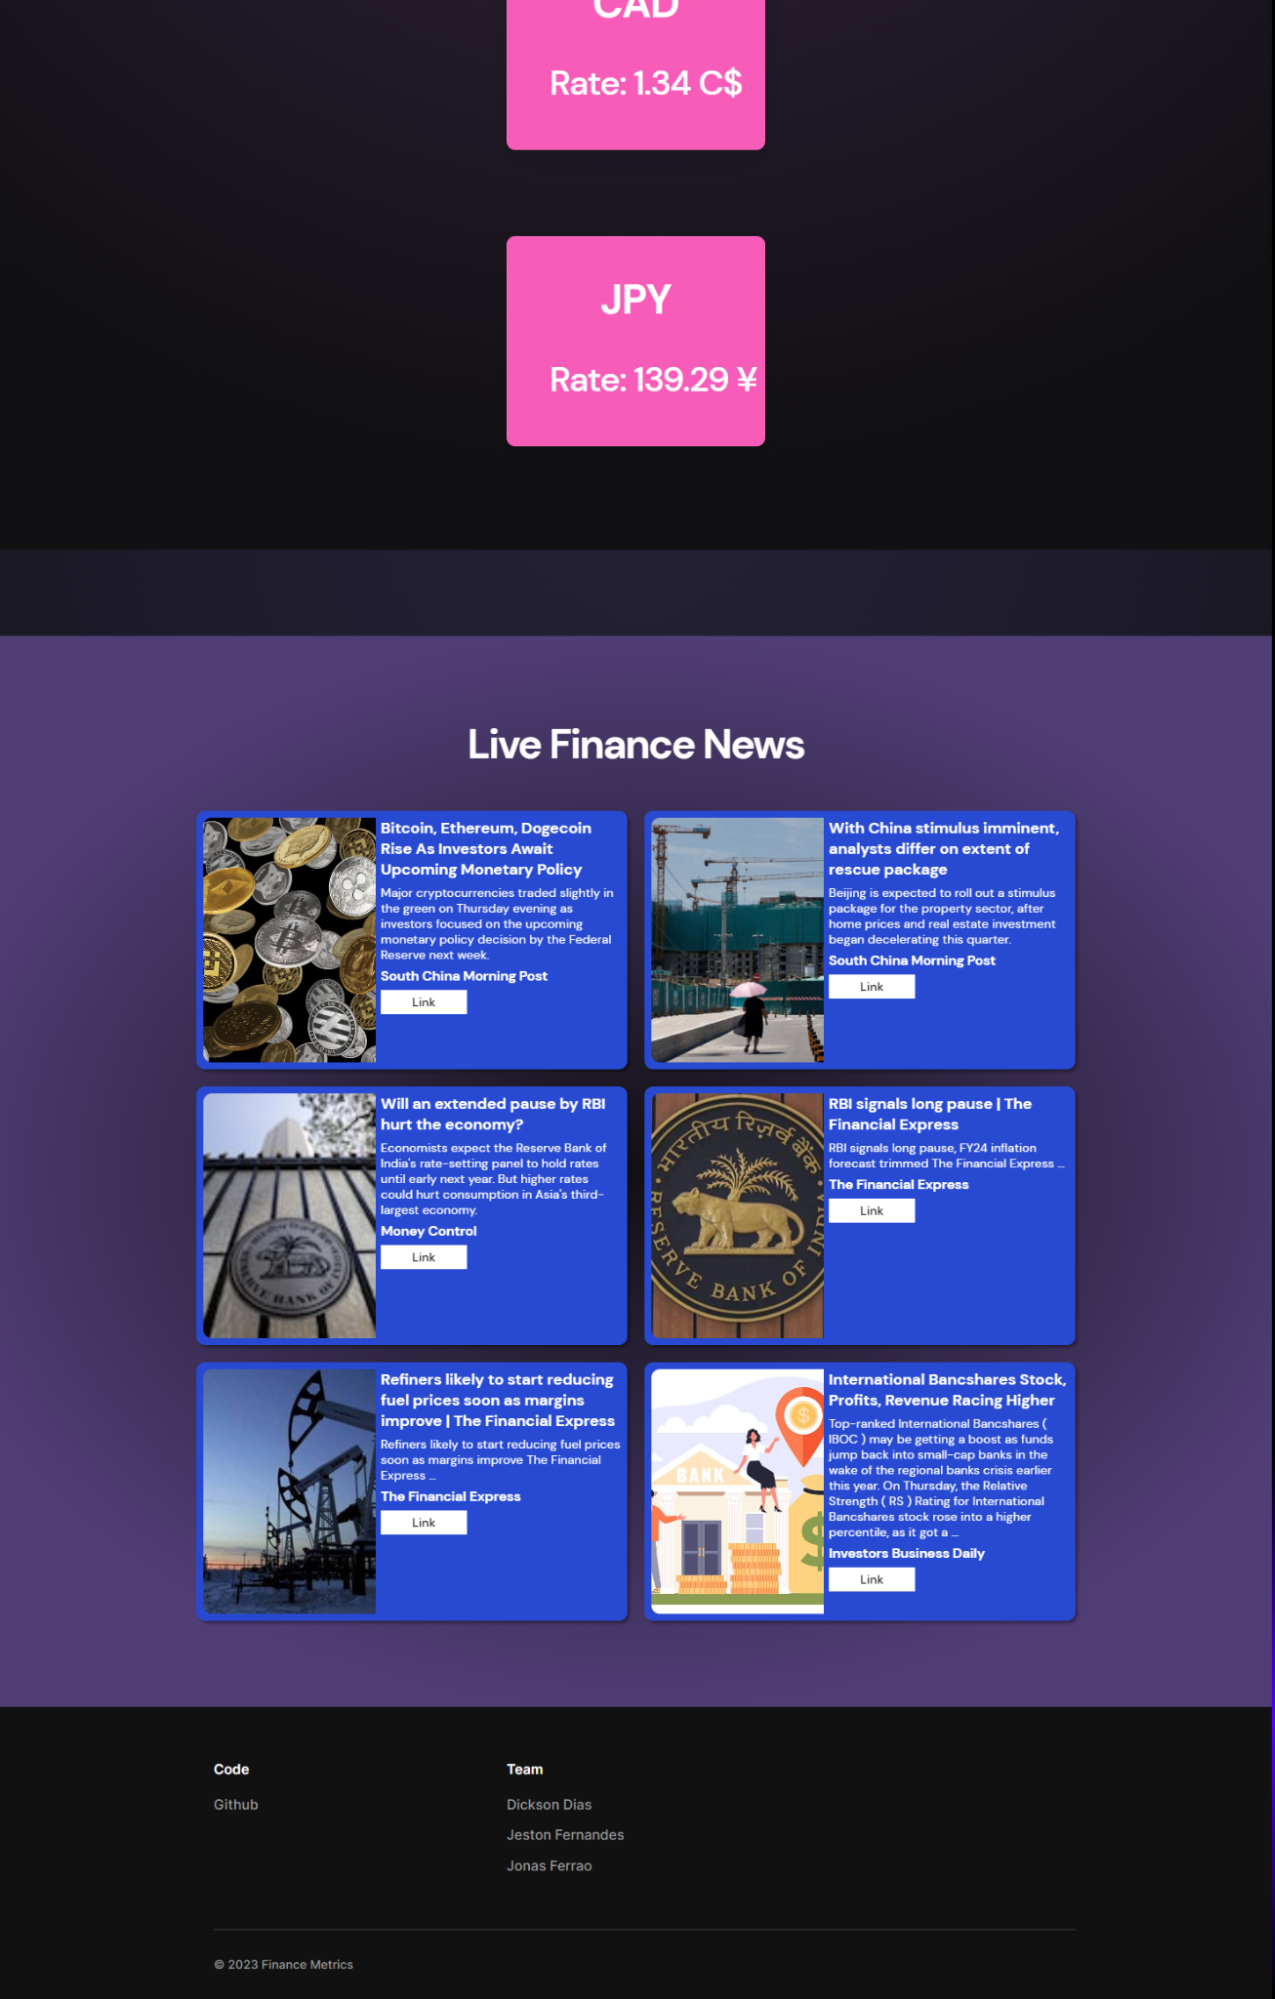 CAD
Rate: 1.34 C$
JPY
Rate: 139.29 ¥
Live Finance News
Bitcoin, Ethereum, Dogecoin
Rise As Investors Await
Upcoming Monetary Policy
Major cryptocurrencies traded slightly in
the green on Thursday evening as
investors focused on the upcoming
monetary policy decision by the Federal
Reserve next week.
South China Morning Post
Link
With China stimulus imminent,
analysts differ on extent of
rescue package
Beijing is expected to roll out a stimulus
package for the property sector, after
home prices and real estate investment
began decelerating this quarter.
South China Morning Post
Link
Will an extended pause by RBI
hurt the economy?
Economists expect the Reserve Bank of
India's rate-setting panel to hold rates
until early next year. But higher rates
could hurt consumption in Asia's third-
largest economy.
Money Control
Link
RESERVE BANK OF
भारतीय रिज़र्व बैंक
RESERVE BANK OF INDIA
RBI signals long pause | The
Financial Express
RBI signals long pause, FY24 inflation
forecast trimmed The Financial Express ...
The Financial Express
Link
Refiners likely to start reducing
fuel prices soon as margins
improve | The Financial Express
Refiners likely to start reducing fuel prices
soon as margins improve The Financial
Express ...
The Financial Express
Link
BANK
$
$
International Bancshares Stock,
Profits, Revenue Racing Higher
Top-ranked International Bancshares (
IBOC ) may be getting a boost as funds
jump back into small-cap banks in the
wake of the regional banks crisis earlier
this year. On Thursday, the Relative
Strength ( RS ) Rating for International
Bancshares stock rose into a higher
percentile, as it got a ...
Investors Business Daily
Link
Code
Github
Team
Dickson Dias
Jeston Fernandes
Jonas Ferrao
© 2023 Finance Metrics